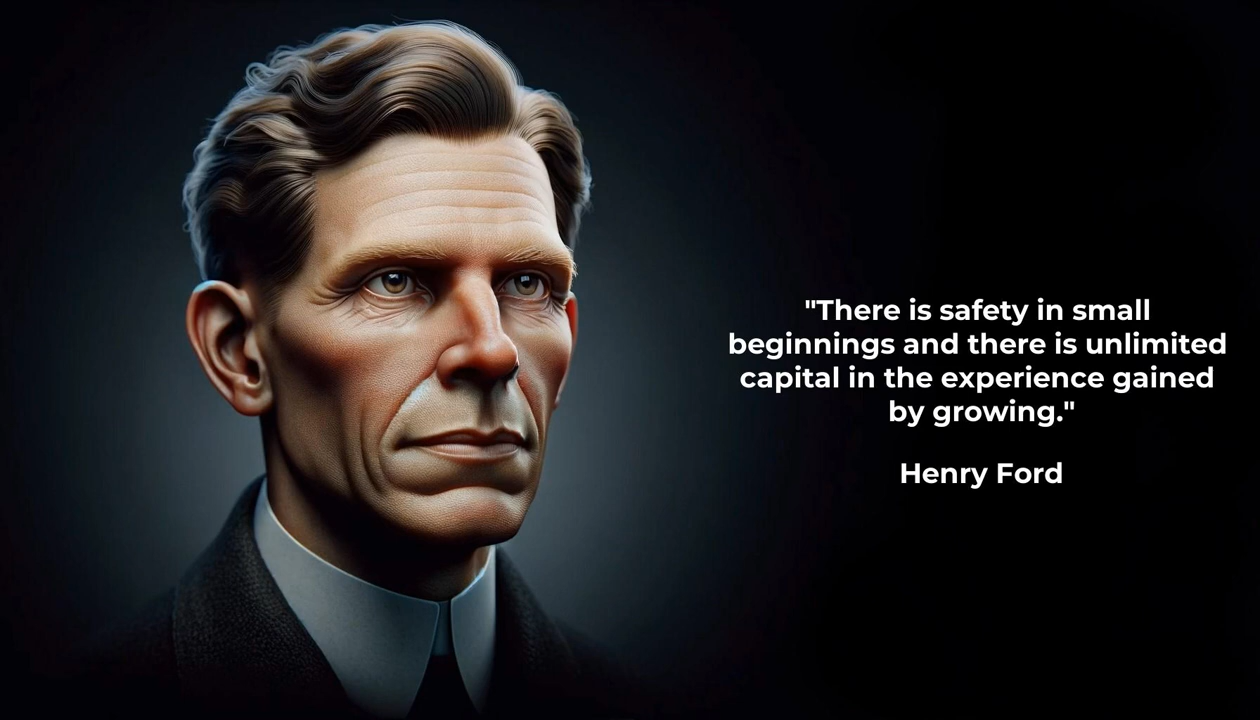 "There is safety in small
beginnings and there is unlimited
capital in the experience gained
by growing."
Henry Ford